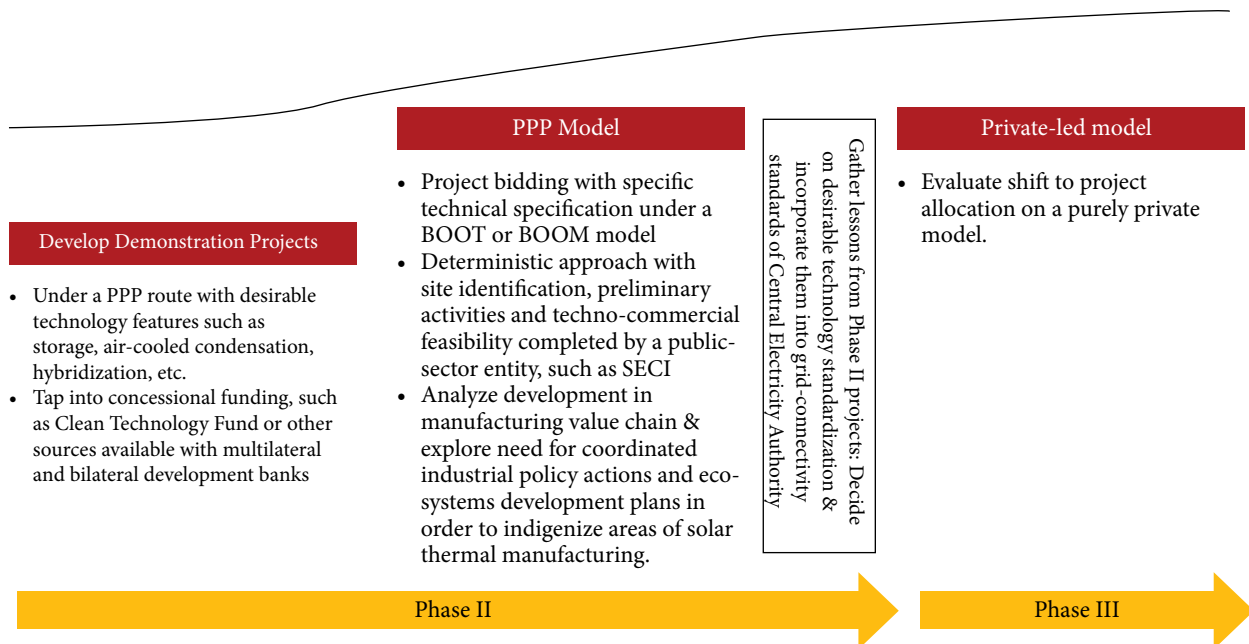 Develop Demonstration Projects
• Under a PPP route with desirable
technology features such as
storage, air-cooled condensation,
hybridization, etc.
• Tap into concessional funding, such
as Clean Technology Fund or other
sources available with multilateral
and bilateral development banks
PPP Model
• Project bidding with specific
technical specification under a
BOOT or BOOM model
• Deterministic approach with
site identification, preliminary
activities and techno-commercial
feasibility completed by a public-
sector entity, such as SECI
• Analyze development in
manufacturing value chain &
explore need for coordinated
industrial policy actions and eco-
systems development plans in
order to indigenize areas of solar
thermal manufacturing.
Gather lessons from Phase II projects: Decide
on desirable technology standardization &
incorporate them into grid-connectivity
standards of Central Electricity Authority
Private-led model
• Evaluate shift to project
allocation on a purely private
model.
Phase II
Phase III